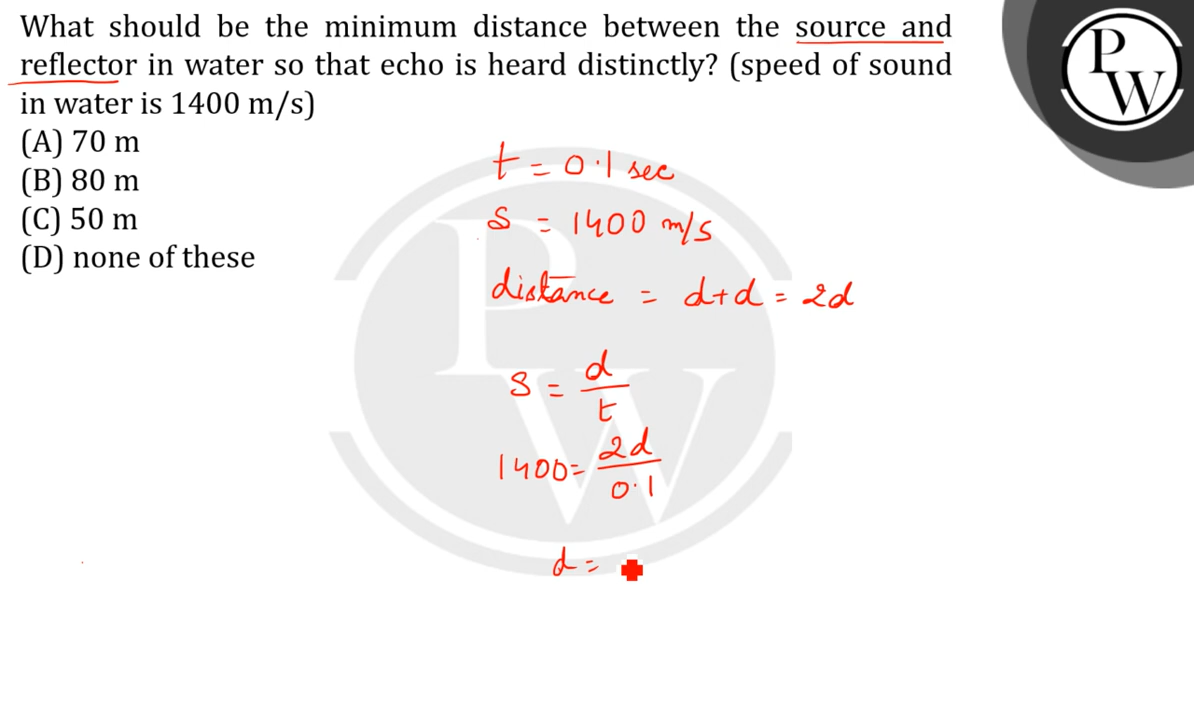 What should be the minimum distance between the source and
reflector in water so that echo is heard distinctly? (speed of sound
in water is 1400 m/s)
(A) 70 m
(B) 80 m
(C) 50 m
(D) none of these
PW
t = 0.1 sec
s = 1400 m/s
distance = d+d = 2d
s = d/t
1400 = 2d/0.1
d =